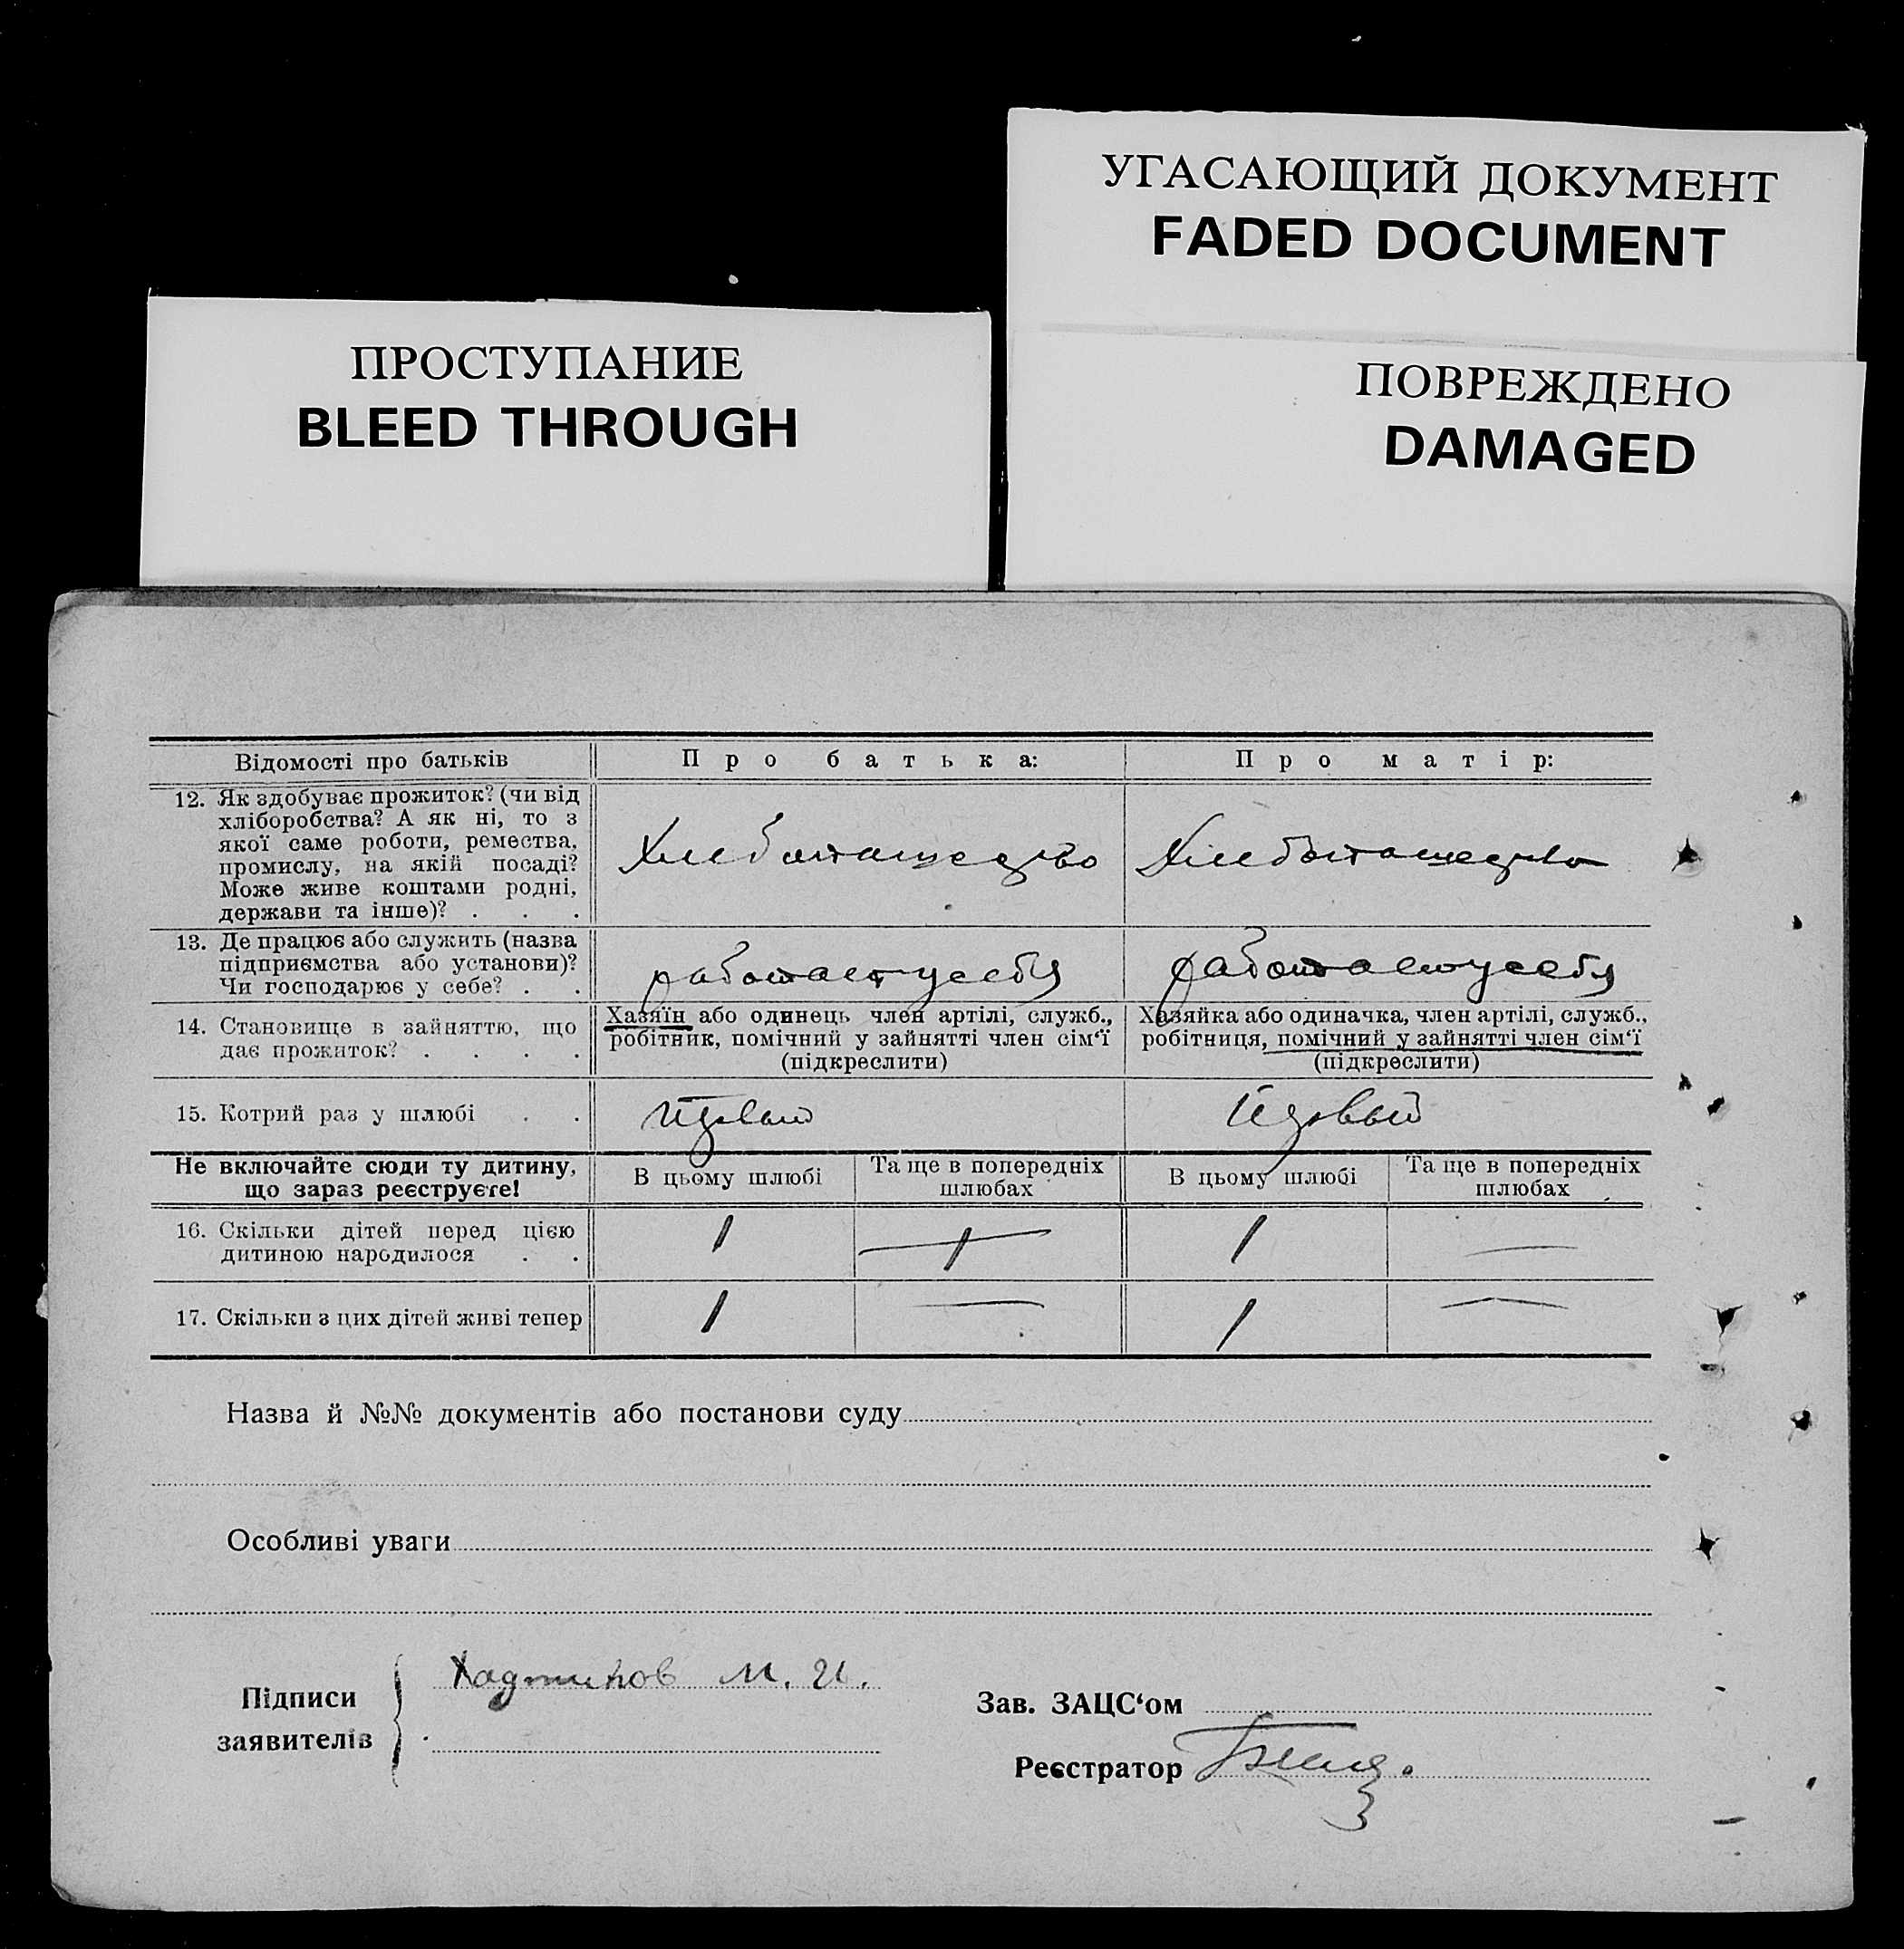 УГАСАЮЩИЙ ДОКУМЕНТ
FADED DOCUMENT
ПРОСТУПАНИЕ
BLEED THROUGH
ПОВРЕЖДЕНО
DAMAGED
Відомості про батьків
Про батька:
Про матір:
12. Як здобуває прожиток? (чи від
хліборобства? А як ні, то з
якої саме роботи, ремества,
промислу, на якій посаді?
Може живе коштами родні,
держави та інше)? . . .
Хлебопашество
Хлебопашество
13. Де працює або служить (назва
підприємства або установи)?
Чи господарює у себе? . .
работает у себя
работает у себя
14. Становище в зайняттю, що
дає прожиток? . . . .
Хазяїн або одинець член артілі, служб.,
робітник, помічний у зайнятті член сім‘ї
(підкреслити)
Хазяйка або одиначка, член артілі, служб.,
робітниця, помічний у зайнятті член сім‘ї
(підкреслити)
15. Котрий раз у шлюбі . .
Не включайте сюди ту дитину,
що зараз реєструєте!
В цьому шлюбі
Та ще в попередніх
шлюбах
В цьому шлюбі
Та ще в попередніх
шлюбах
16. Скільки дітей перед цією
дитиною народилося . .
1
1
17. Скільки з цих дітей живі тепер
1
1
Назва й №№ документів або постанови суду
Особливі уваги
Підписи
заявителів
Хаджинов М. И.
Зав. ЗАЦС‘ом
Реєстратор